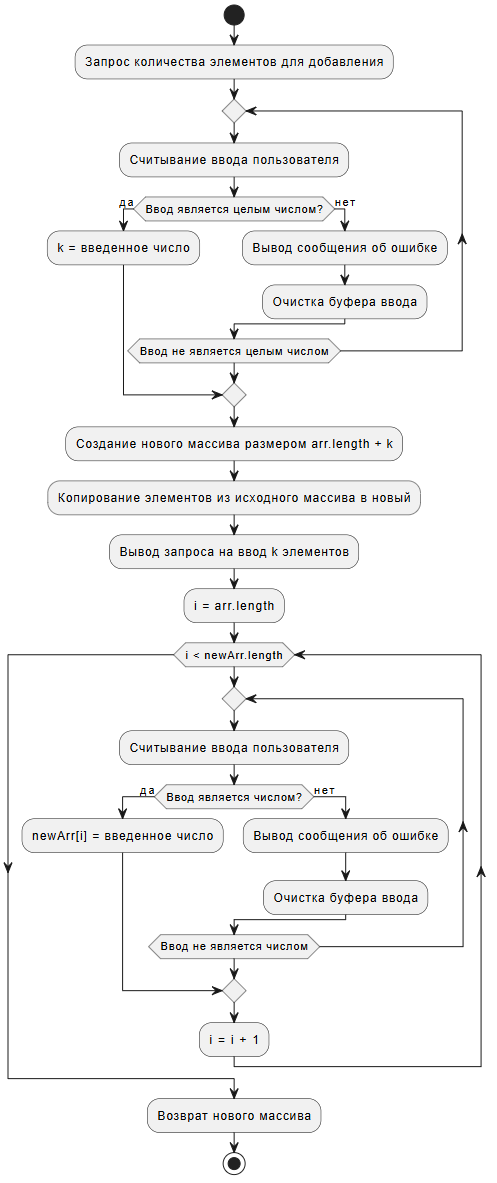 Запрос количества элементов для добавления
Считывание ввода пользователя
да
Ввод является целым числом?
нет
k = введенное число
Вывод сообщения об ошибке
Очистка буфера ввода
Ввод не является целым числом
Создание нового массива размером arr.length + k
Копирование элементов из исходного массива в новый
Вывод запроса на ввод k элементов
i = arr.length
i < newArr.length
Считывание ввода пользователя
да
Ввод является числом?
нет
newArr[i] = введенное число
Вывод сообщения об ошибке
Очистка буфера ввода
Ввод не является числом
i = i + 1
Возврат нового массива